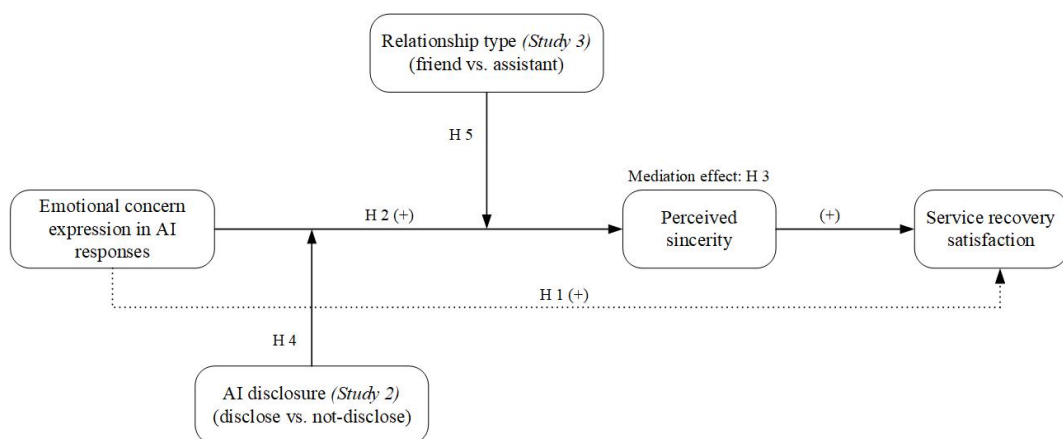 Relationship type (Study 3)
(friend vs. assistant)
H 5
Mediation effect: H 3
Emotional concern
expression in AI
responses
H 2 (+)
Perceived
sincerity
(+)
Service recovery
satisfaction
H 1 (+)
H 4
AI disclosure (Study 2)
(disclose vs. not-disclose)